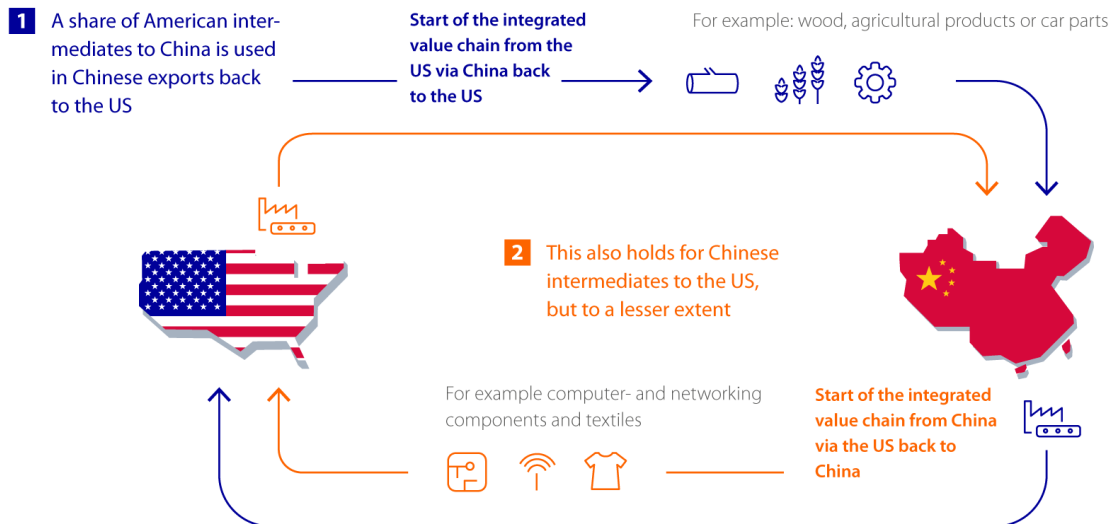 1
A share of American inter-
mediates to China is used
in Chinese exports back
to the US
Start of the integrated
value chain from the
US via China back
to the US
For example: wood, agricultural products or car parts
2
This also holds for Chinese
intermediates to the US,
but to a lesser extent
For example computer- and networking
components and textiles
Start of the integrated
value chain from China
via the US back to
China